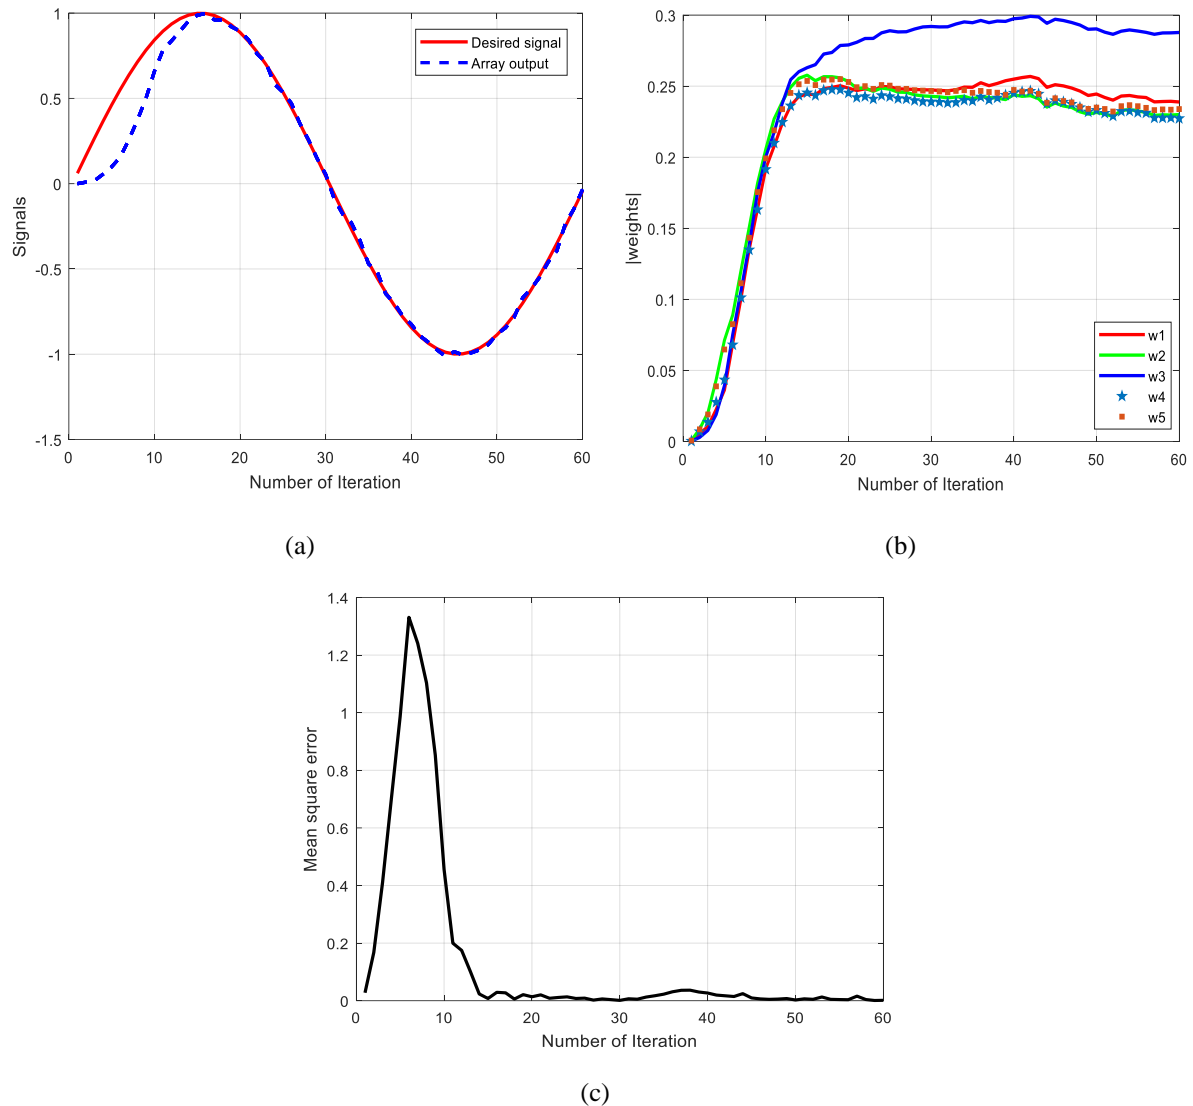 1
0.5
0
-0.5
-1
-1.5
Signals
0 10 20 30 40 50 60
Number of Iteration
Desired signal
Array output
(a)
0.3
0.25
0.2
0.15
0.1
0.05
0
|weights|
0 10 20 30 40 50 60
Number of Iteration
w1
w2
w3
w4
w5
(b)
1.4
1.2
1
0.8
0.6
0.4
0.2
0
Mean square error
0 10 20 30 40 50 60
Number of Iteration
(c)